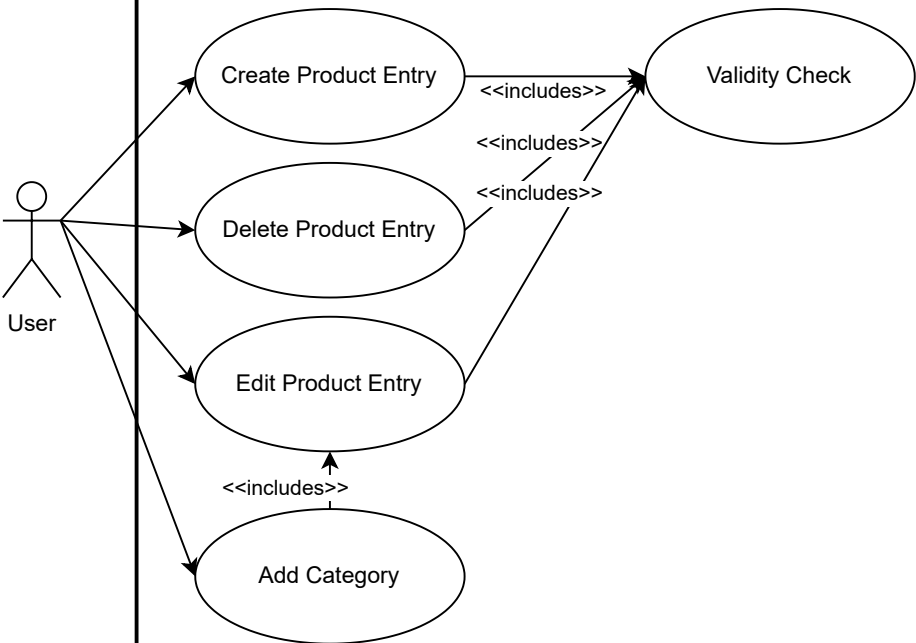 Create Product Entry
Validity Check
<<includes>>
<<includes>>
<<includes>>
Delete Product Entry
User
Edit Product Entry
<<includes>>
Add Category